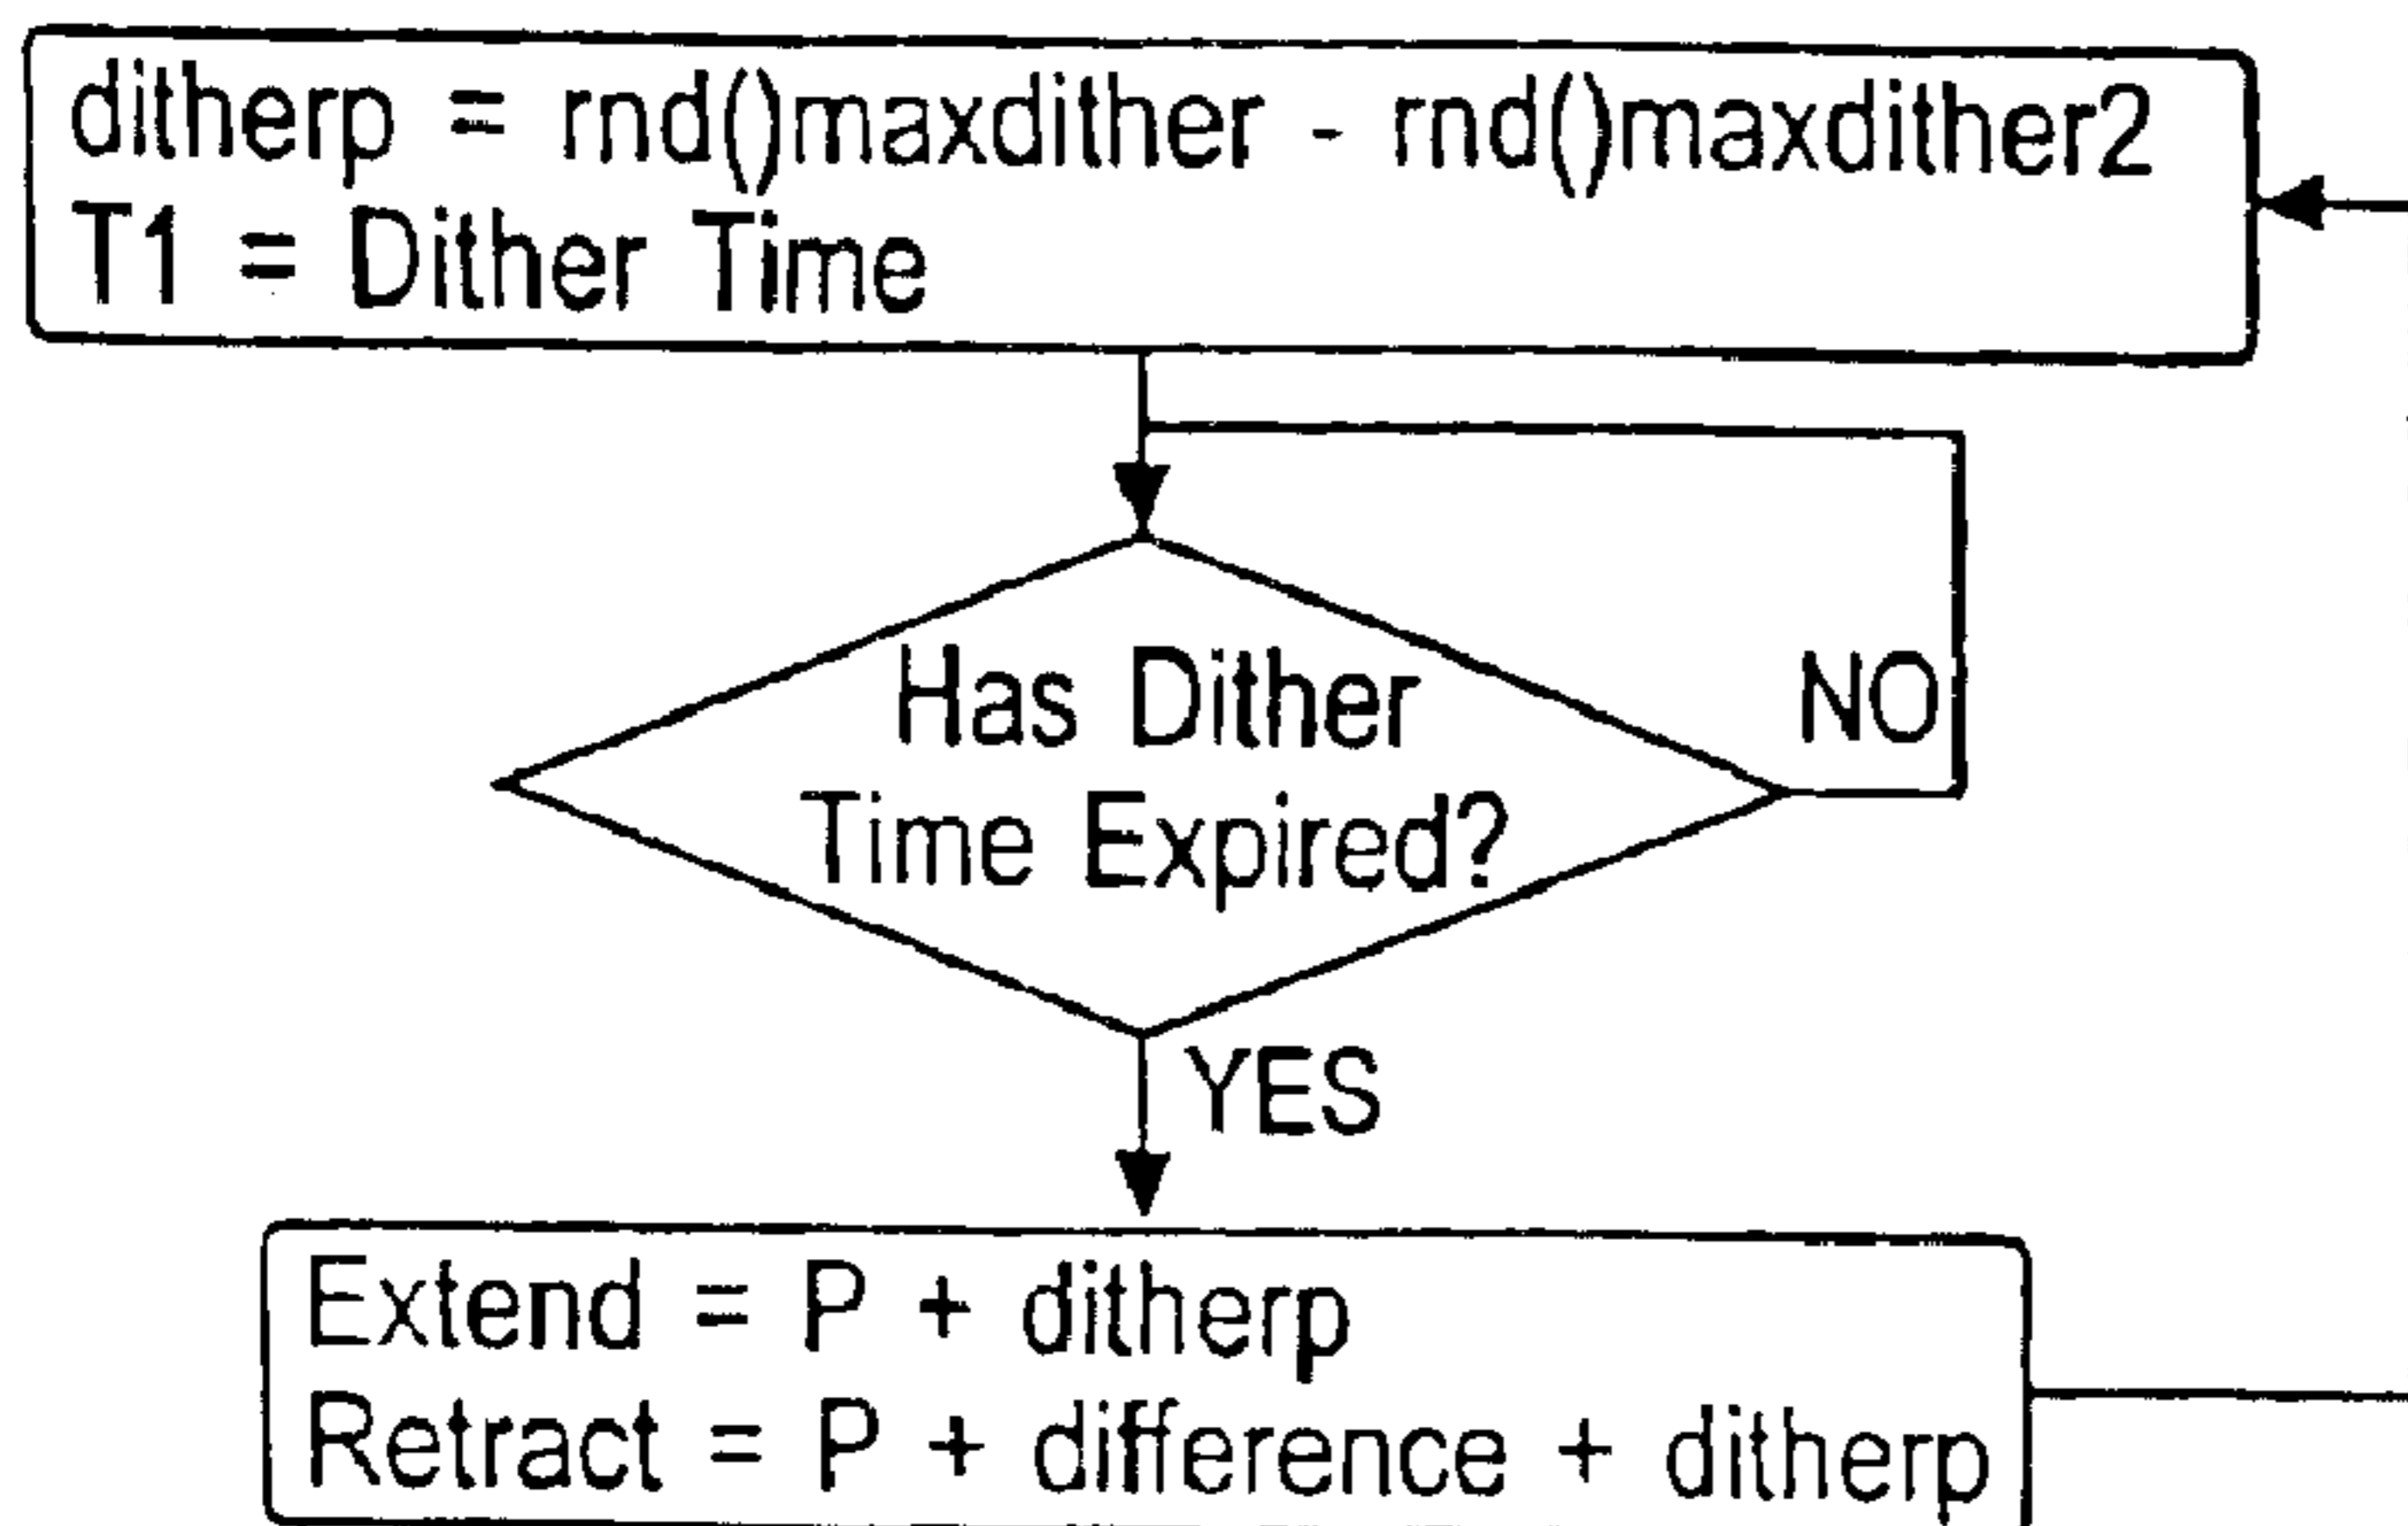 ditherp = rnd()maxdither - rnd()maxdither2
T1 = Dither Time
Has Dither
Time Expired?
NO
YES
Extend = P + ditherp
Retract = P + difference + ditherp